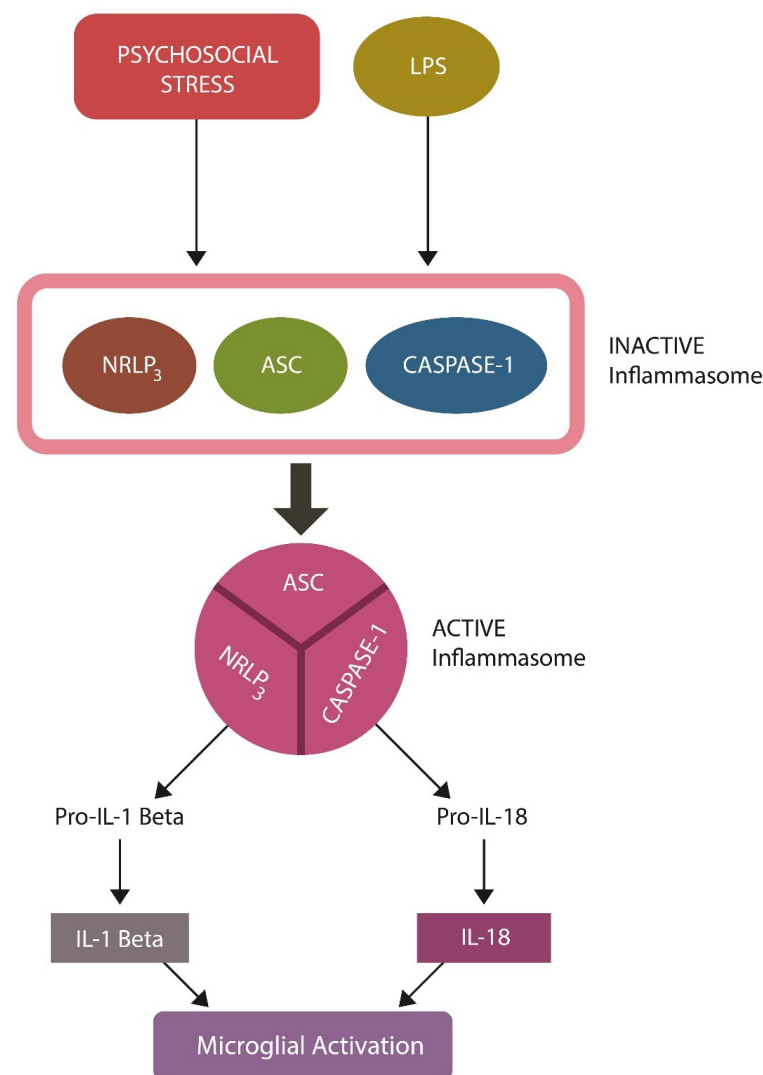 PSYCHOSOCIAL
STRESS
LPS
NRLP3
ASC
CASPASE-1
INACTIVE
Inflammasome
ASC
NRLP3
CASPASE-1
ACTIVE
Inflammasome
Pro-IL-1 Beta
Pro-IL-18
IL-1 Beta
IL-18
Microglial Activation